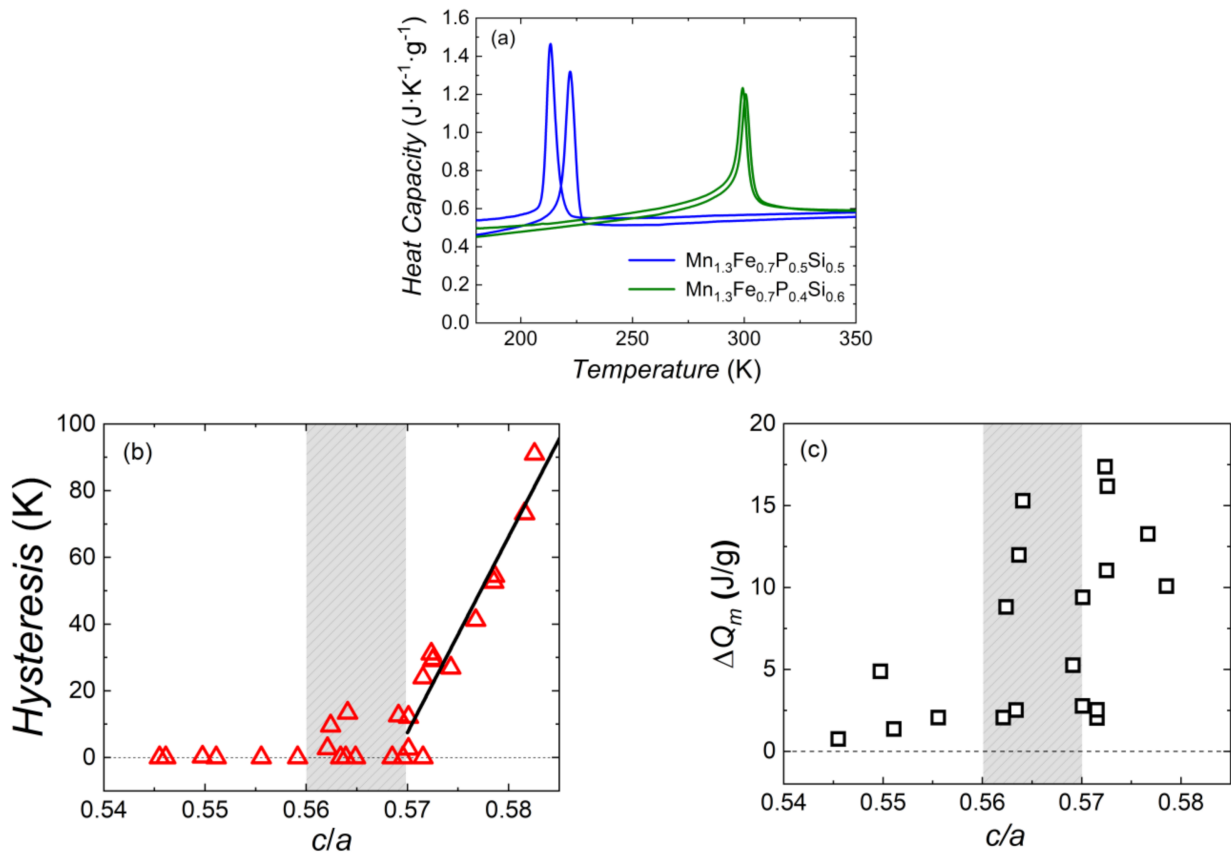 (a)
Heat Capacity (J·K⁻¹·g⁻¹)
1.6
1.4
1.2
1.0
0.8
0.6
0.4
0.2
0.0
Mn₁.₃Fe₀.₇P₀.₅Si₀.₅
Mn₁.₃Fe₀.₇P₀.₄Si₀.₆
200 250 300 350
Temperature (K)
(b)
Hysteresis (K)
100
80
60
40
20
0
0.54 0.55 0.56 0.57 0.58
c/a
(c)
ΔQₘ (J/g)
20
15
10
5
0
0.54 0.55 0.56 0.57 0.58
c/a